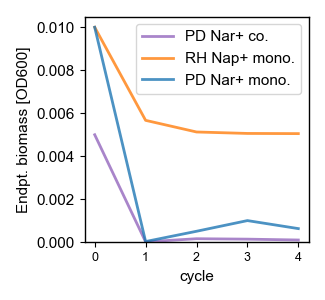 0.010
0.008
0.006
0.004
0.002
0.000
Endpt. biomass [OD600]
PD Nar+ co.
RH Nap+ mono.
PD Nar+ mono.
0 1 2 3 4
cycle